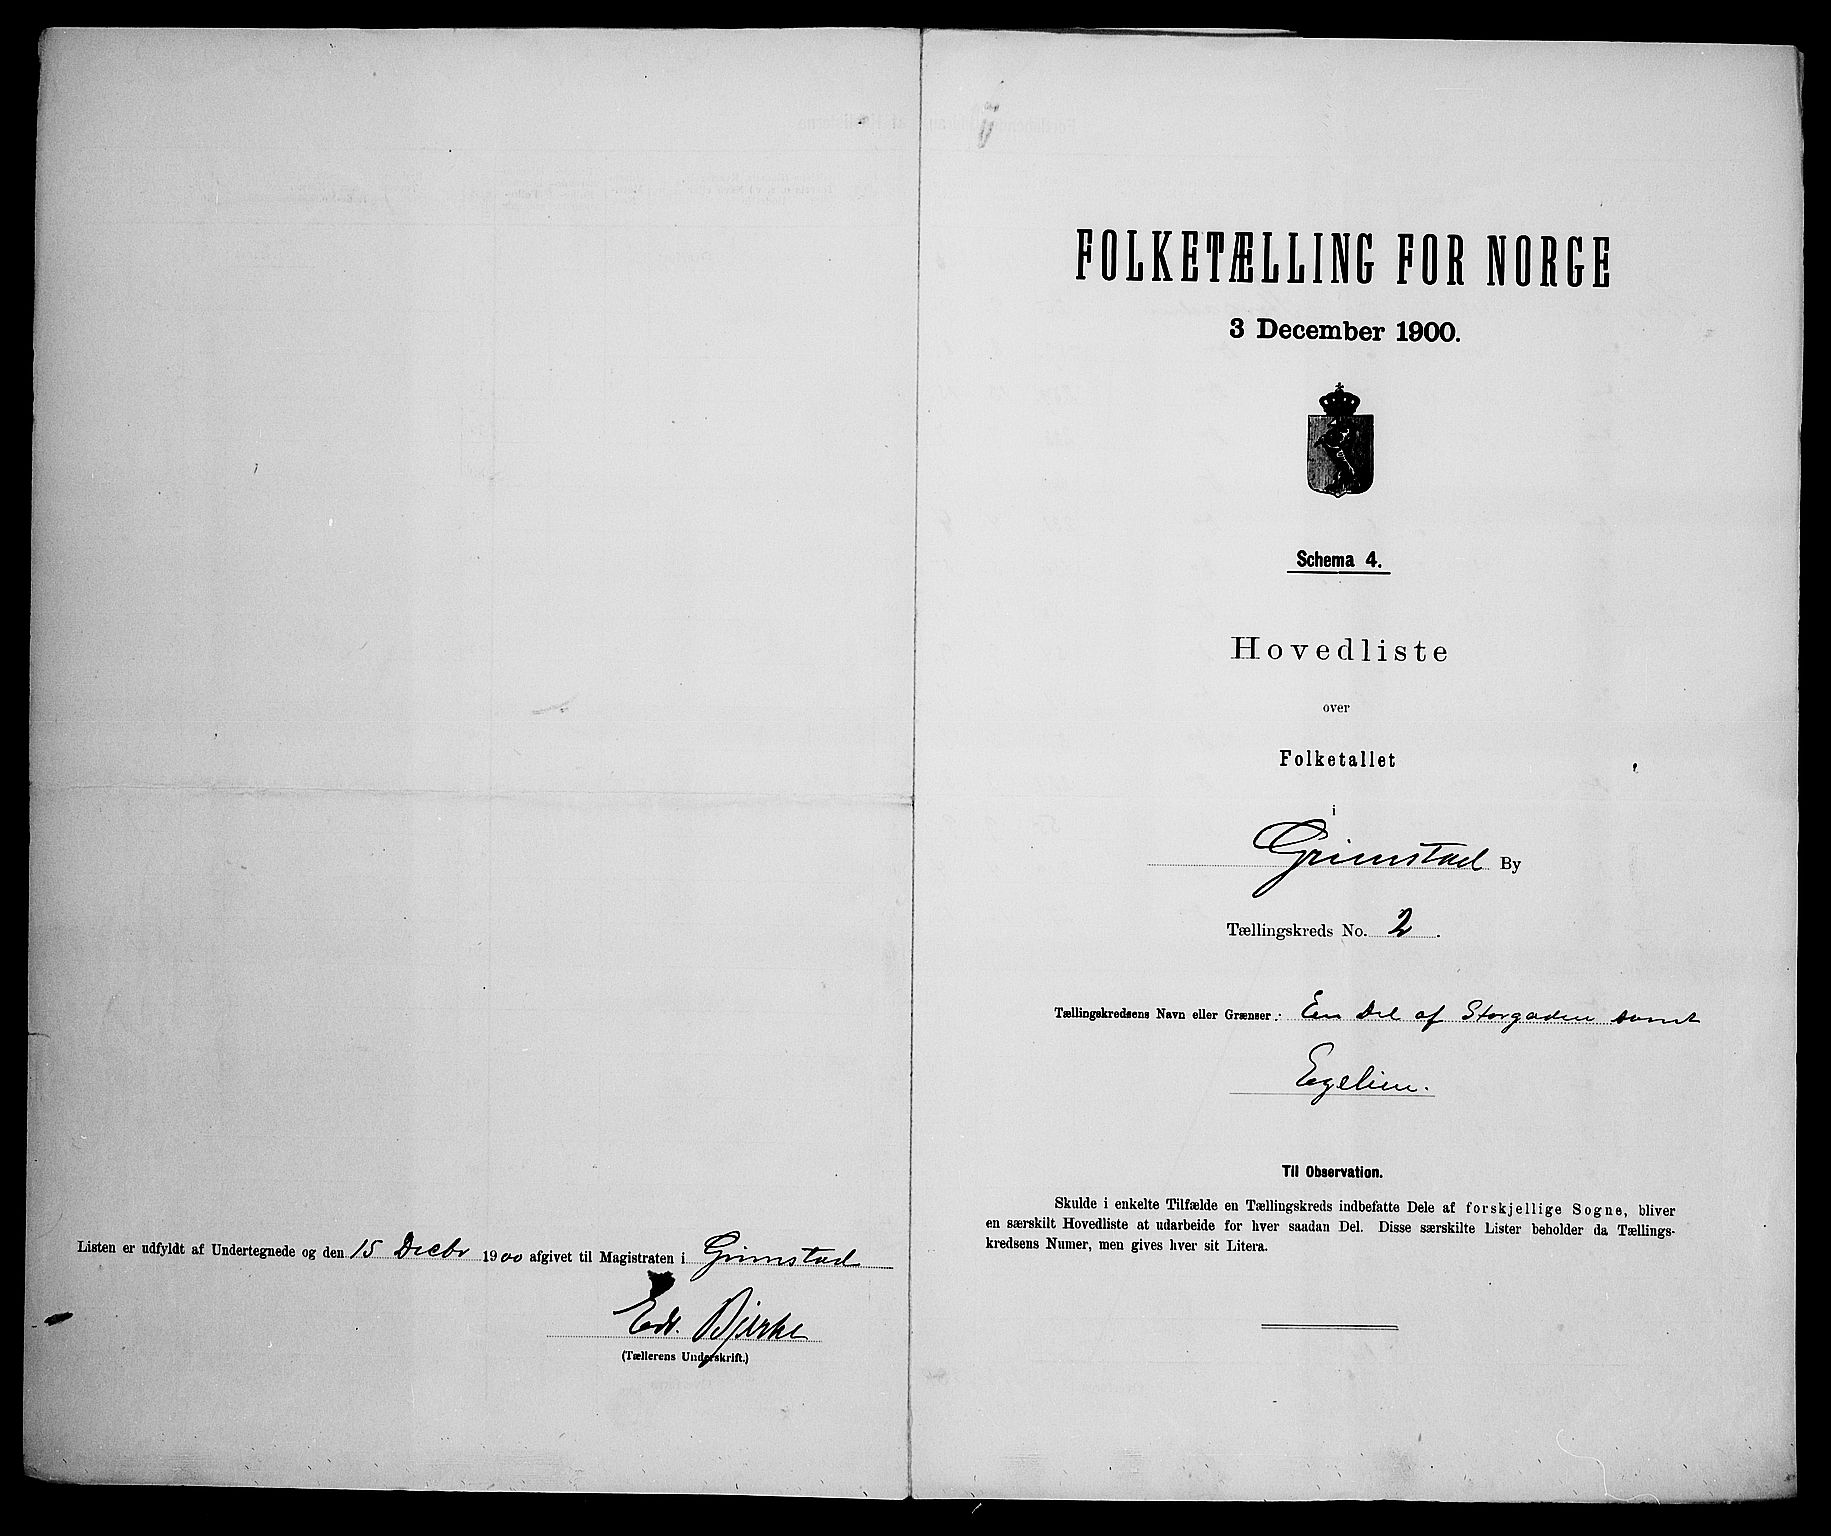 Listen er udfyldt af Undertegnede og den 15 Decbr 1900 afgivet til Magistraten i Grimstad
Edv. Bjerke
(Tællerens Underskrift.)
FOLKETÆLLING FOR NORGE
3 December 1900.
Schema 4.
Hovedliste
over
Folketallet
i
Grimstad By
Tællingskreds No. 2.
Tællingskredsens Navn eller Grænser: En Del af Storgaden samt
Egelien.
Til Observation.
Skulde i enkelte Tilfælde en Tællingskreds indbefatte Dele af forskjellige Sogne, bliver
en særskilt Hovedliste at udarbeide for hver saadan Del. Disse særskilte Lister beholder da Tællings-
kredsens Numer, men gives hver sit Litera.